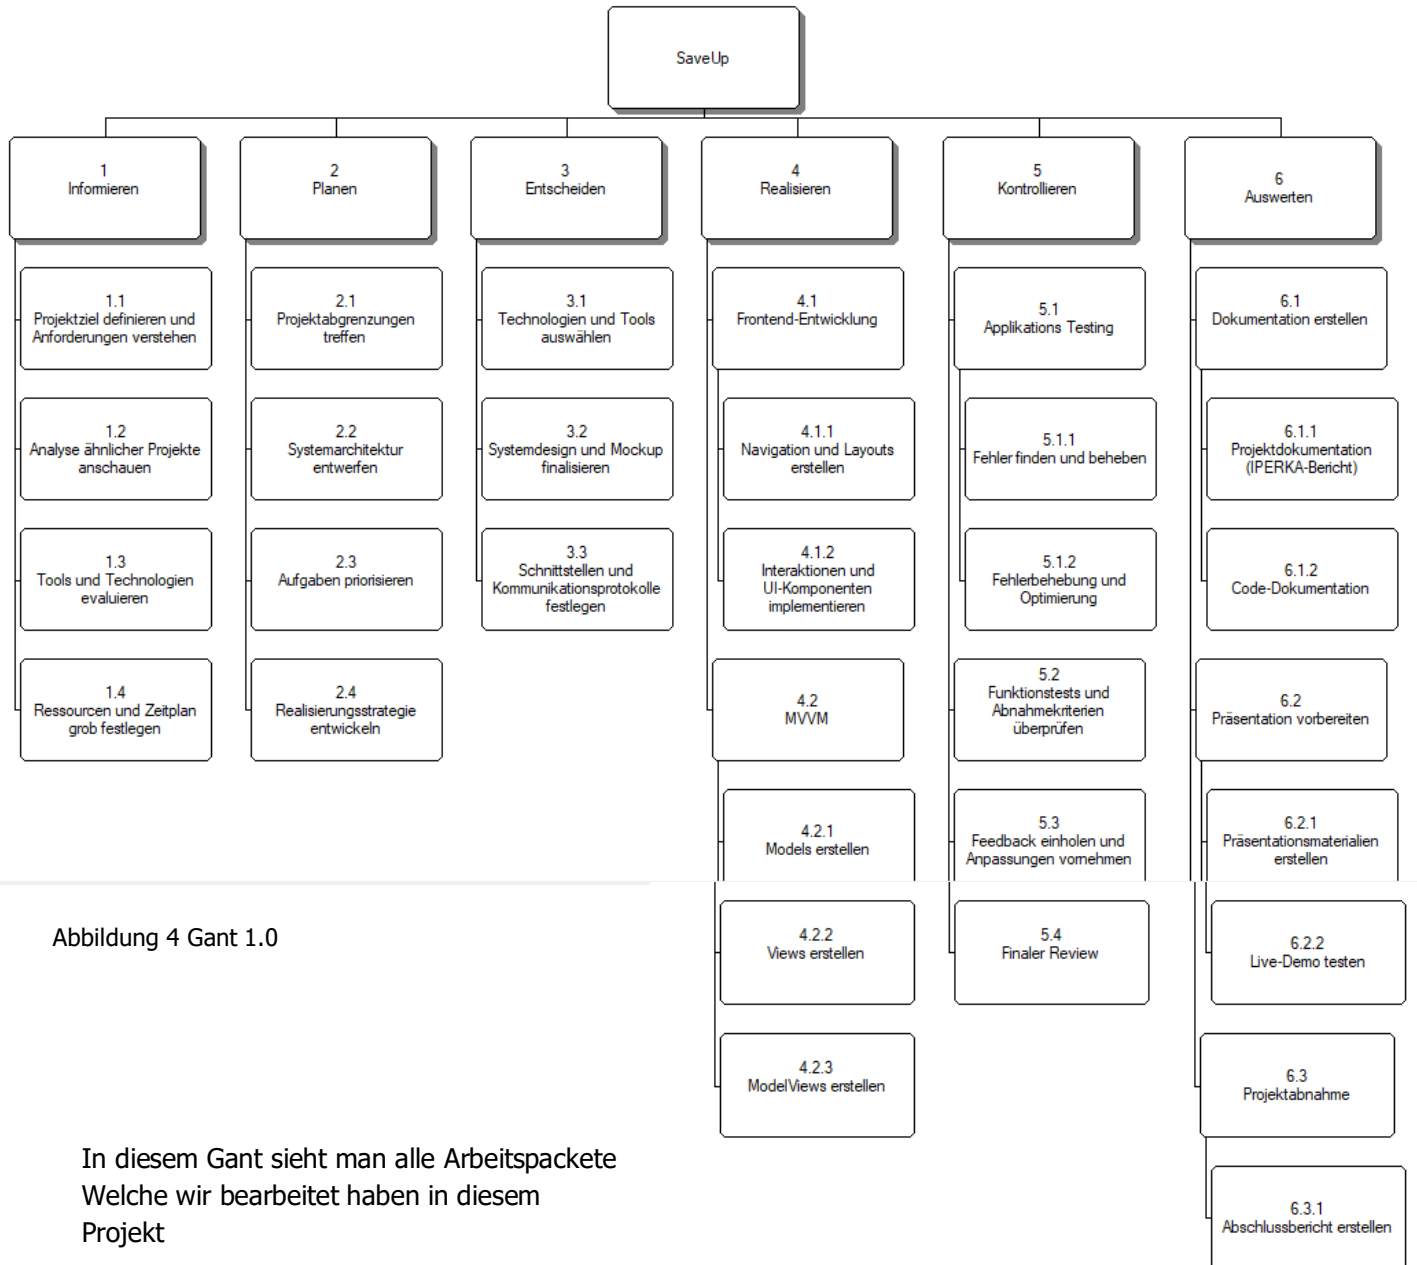 SaveUp
1
Informieren
1.1
Projektziel definieren und
Anforderungen verstehen
1.2
Analyse ähnlicher Projekte
anschauen
1.3
Tools und Technologien
evaluieren
1.4
Ressourcen und Zeitplan
grob festlegen
2
Planen
2.1
Projektabgrenzungen
treffen
2.2
Systemarchitektur
entwerfen
2.3
Aufgaben priorisieren
2.4
Realisierungsstrategie
entwickeln
3
Entscheiden
3.1
Technologien und Tools
auswählen
3.2
Systemdesign und Mockup
finalisieren
3.3
Schnittstellen und
Kommunikationsprotokolle
festlegen
4
Realisieren
4.1
Frontend-Entwicklung
4.1.1
Navigation und Layouts
erstellen
4.1.2
Interaktionen und
UI-Komponenten
implementieren
4.2
MVVM
4.2.1
Models erstellen
4.2.2
Views erstellen
4.2.3
ModelViews erstellen
5
Kontrollieren
5.1
Applikations Testing
5.1.1
Fehler finden und beheben
5.1.2
Fehlerbehebung und
Optimierung
5.2
Funktionstests und
Abnahmekriterien
überprüfen
5.3
Feedback einholen und
Anpassungen vornehmen
5.4
Finaler Review
6
Auswerten
6.1
Dokumentation erstellen
6.1.1
Projektdokumentation
(IPERKA-Bericht)
6.1.2
Code-Dokumentation
6.2
Präsentation vorbereiten
6.2.1
Präsentationsmaterialien
erstellen
6.2.2
Live-Demo testen
6.3
Projektabnahme
6.3.1
Abschlussbericht erstellen
Abbildung 4 Gant 1.0
In diesem Gant sieht man alle Arbeitspackete
Welche wir bearbeitet haben in diesem
Projekt